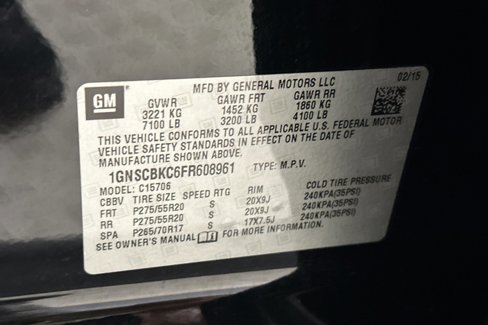 GM
MFD BY GENERAL MOTORS LLC
02/15
GVWR GAWR FRT GAWR RR
3221 KG 1452 KG 1860 KG
7100 LB 3200 LB 4100 LB
THIS VEHICLE CONFORMS TO ALL APPLICABLE U.S. FEDERAL MOTOR
VEHICLE SAFETY STANDARDS IN EFFECT ON THE DATE OF
MANUFACTURE SHOWN ABOVE.
1GNSCBKC6FR608961 TYPE: M.P.V.
MODEL: C15706
CBBV TIRE SIZE SPEED RTG RIM COLD TIRE PRESSURE
FRT P275/55R20 S 20X9J 240KPA(35PSI)
RR P275/55R20 S 20X9J 240KPA(35PSI)
SPA P265/70R17 S 17X7.5J 240KPA(35PSI)
SEE OWNER'S MANUAL FOR MORE INFORMATION.